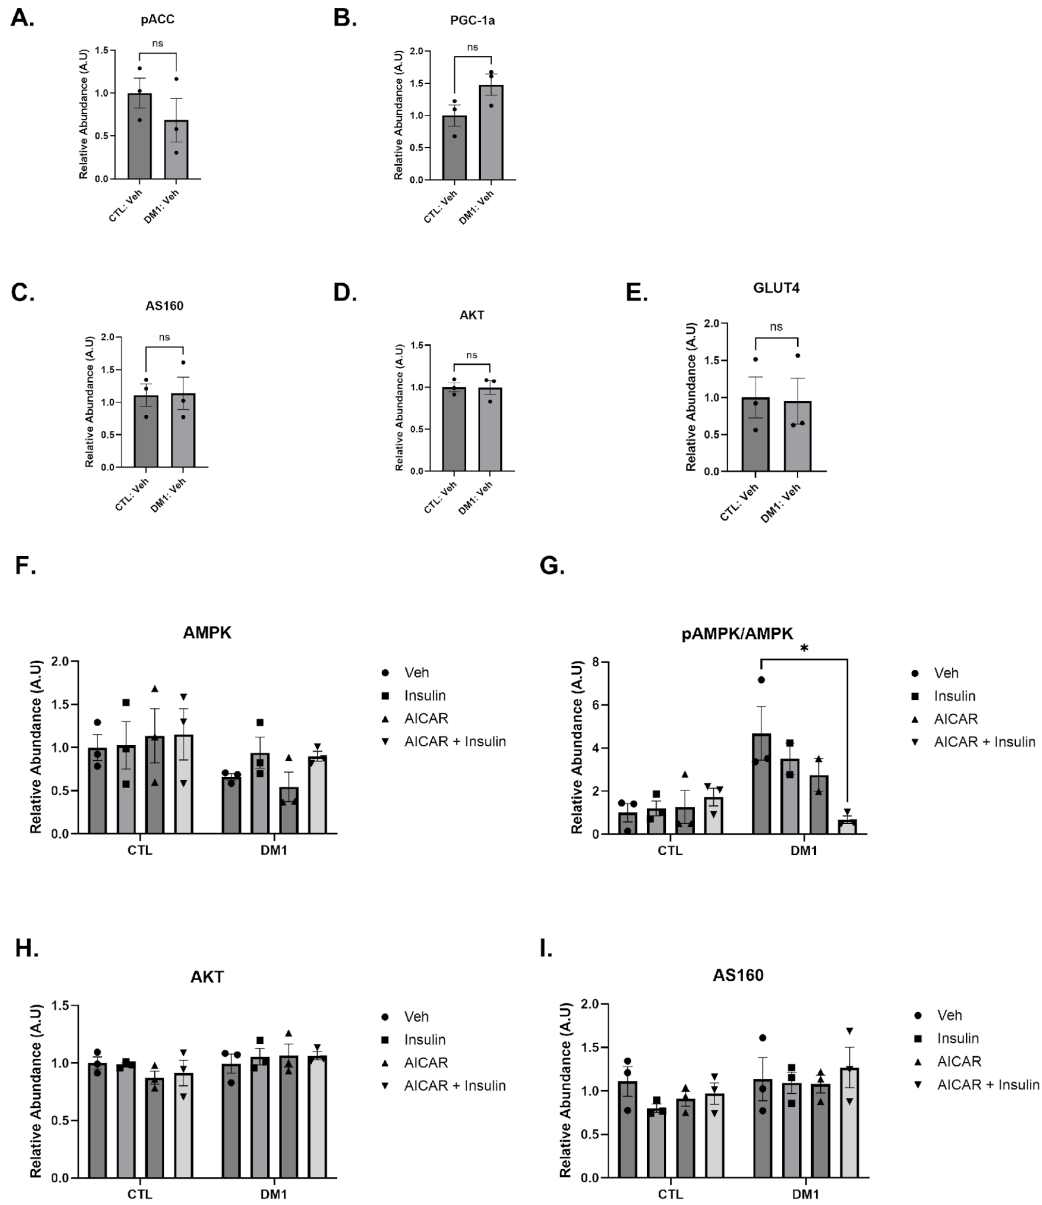 A.
pACC
Relative Abundance (A.U)
1.5
1.0
0.5
0.0
ns
CTL: Veh
DM1: Veh
B.
PGC-1a
Relative Abundance (A.U)
2.0
1.5
1.0
0.5
0.0
ns
CTL: Veh
DM1: Veh
C.
AS160
Relative Abundance (A.U)
2.0
1.5
1.0
0.5
0.0
ns
CTL: Veh
DM1: Veh
D.
AKT
Relative Abundance (A.U)
1.5
1.0
0.5
0.0
ns
CTL: Veh
DM1: Veh
E.
GLUT4
Relative Abundance (A.U)
2.0
1.5
1.0
0.5
0.0
ns
CTL: Veh
DM1: Veh
F.
AMPK
Relative Abundance (A.U)
2.0
1.5
1.0
0.5
0.0
CTL
DM1
Veh
Insulin
AICAR
AICAR + Insulin
G.
pAMPK/AMPK
Relative Abundance (A.U)
8
6
4
2
0
*
CTL
DM1
Veh
Insulin
AICAR
AICAR + Insulin
H.
AKT
Relative Abundance (A.U)
1.5
1.0
0.5
0.0
CTL
DM1
Veh
Insulin
AICAR
AICAR + Insulin
I.
AS160
Relative Abundance (A.U)
2.0
1.5
1.0
0.5
0.0
CTL
DM1
Veh
Insulin
AICAR
AICAR + Insulin